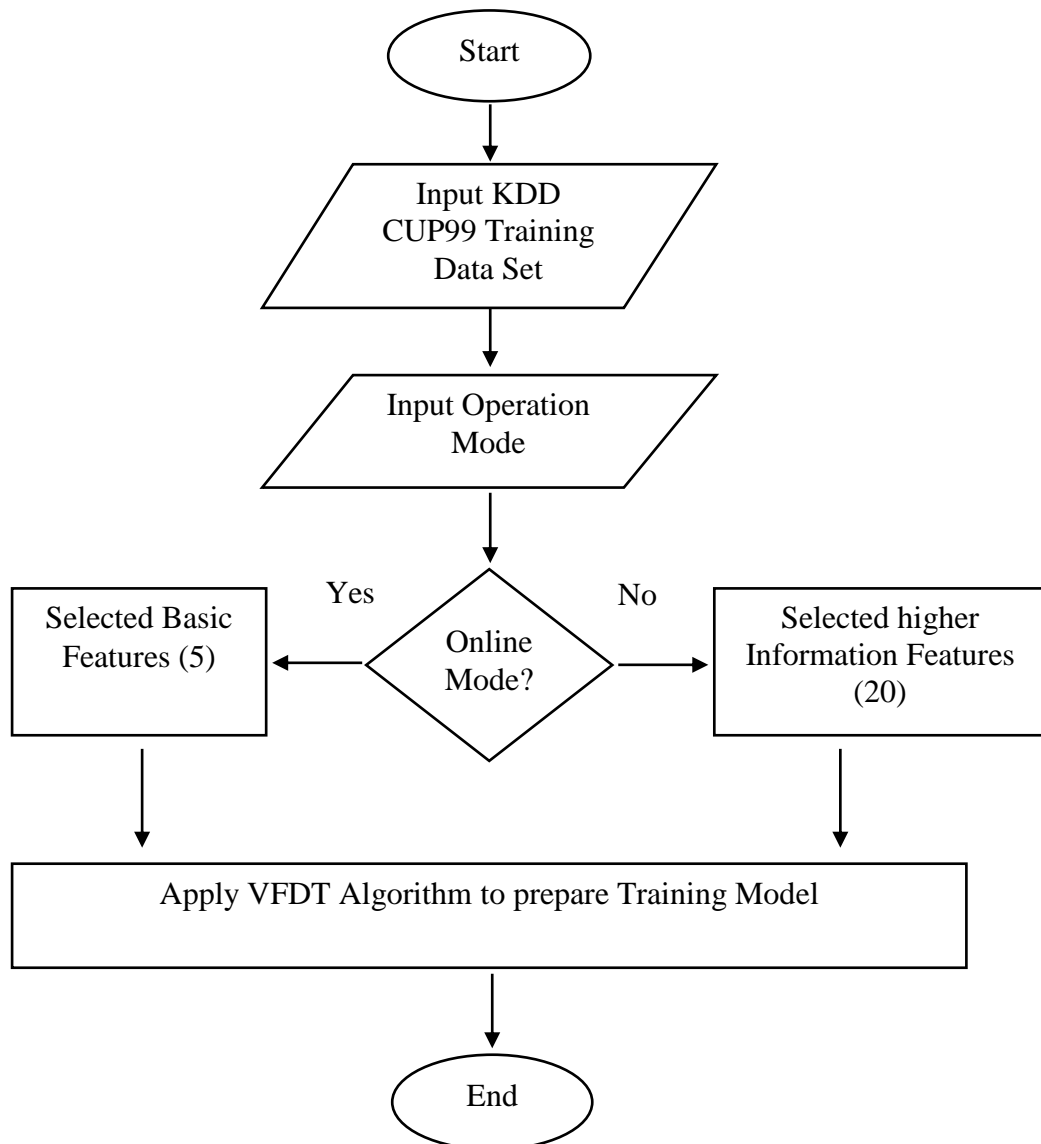 Start
Input KDD
CUP99 Training
Data Set
Input Operation
Mode
Yes
No
Selected Basic
Features (5)
Online
Mode?
Selected higher
Information Features
(20)
Apply VFDT Algorithm to prepare Training Model
End